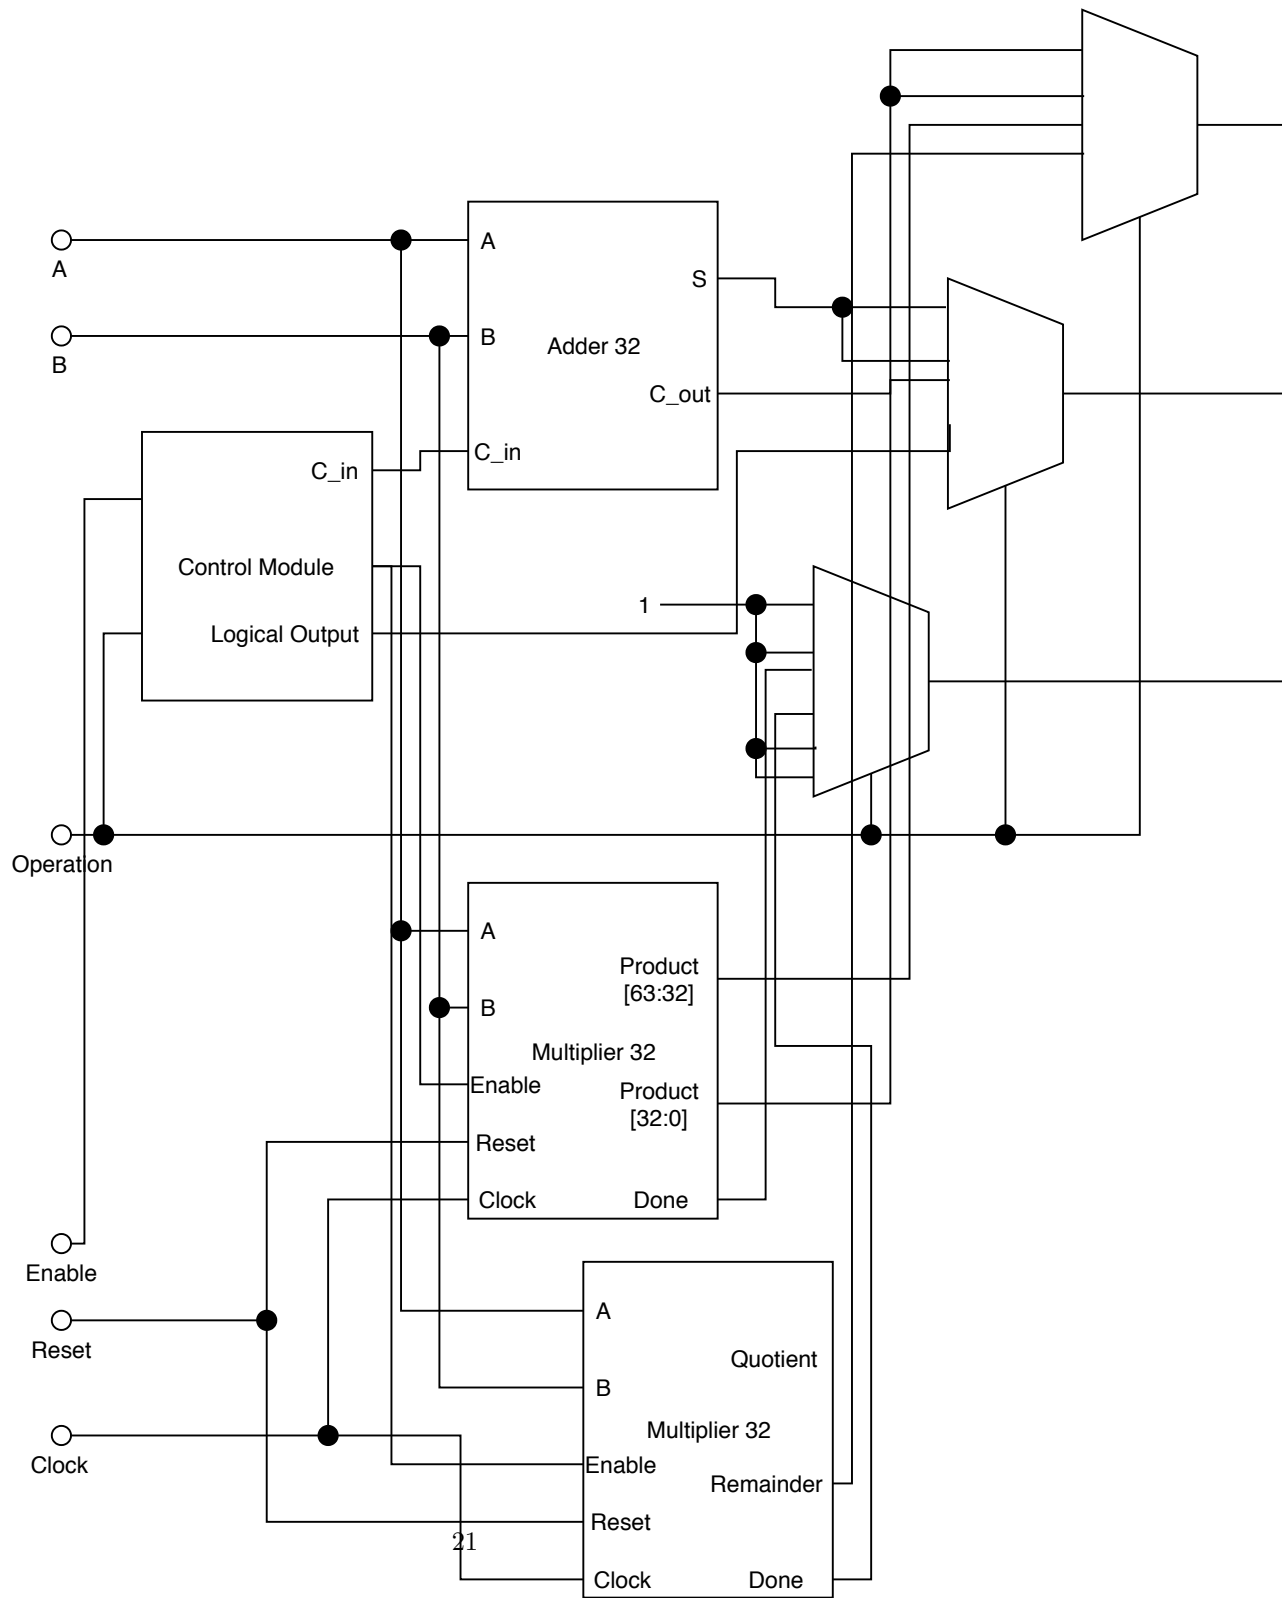 A
A
S
B
B
Adder 32
C_out
C_in
C_in
Control Module
1
Logical Output
Operation
A
Product
[63:32]
B
Multiplier 32
Enable
Product
[32:0]
Reset
Clock
Done
Enable
A
Reset
Quotient
B
Multiplier 32
Clock
Enable
Remainder
Reset
21
Clock
Done